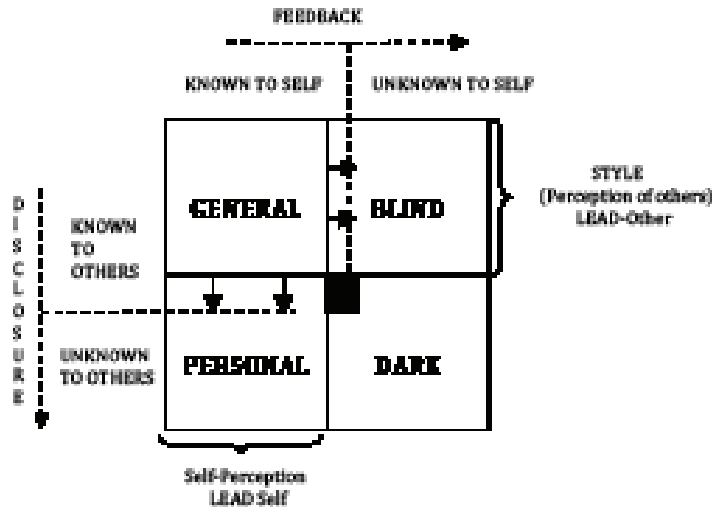 FEEDBACK
KNOWN TO SELF
UNKNOWN TO SELF
GENERAL
BLIND
STYLE
(Perception of others)
LEAD-Other
DISCLOSURE
KNOWN
TO
OTHERS
UNKNOWN
TO OTHERS
PERSONAL
DARK
Self-Perception
LEAD Self